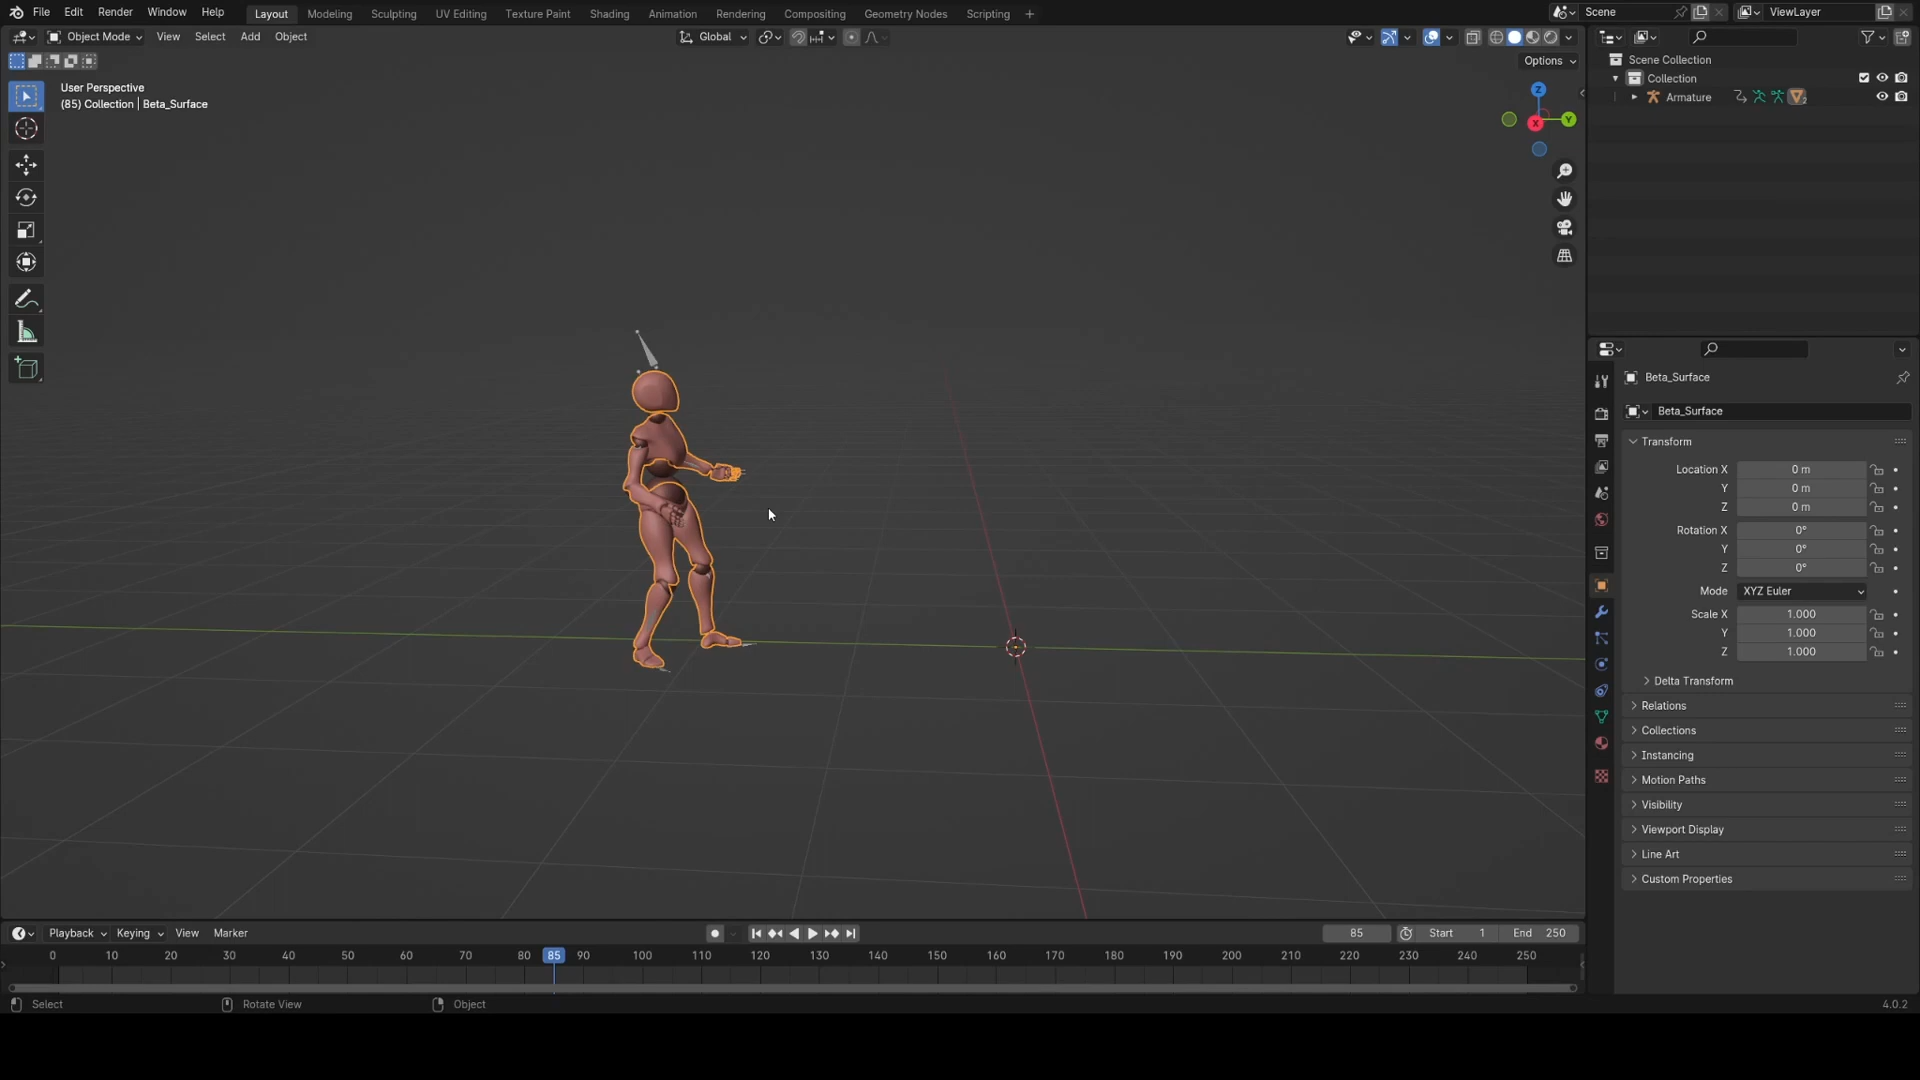 File Edit Render Window Help Layout Modeling Sculpting UV Editing Texture Paint Shading Animation Rendering Compositing Geometry Nodes Scripting + Scene ViewLayer
Object Mode View Select Add Object Global
Options
User Perspective
(85) Collection | Beta_Surface
Z
Y
X
Scene Collection
Collection
Armature 2
Beta_Surface
Beta_Surface
Transform
Location X 0 m
Y 0 m
Z 0 m
Rotation X 0°
Y 0°
Z 0°
Mode XYZ Euler
Scale X 1.000
Y 1.000
Z 1.000
Delta Transform
Relations
Collections
Instancing
Motion Paths
Visibility
Viewport Display
Line Art
Custom Properties
Playback Keying View Marker 85 Start 1 End 250
0 10 20 30 40 50 60 70 80 85 90 100 110 120 130 140 150 160 170 180 190 200 210 220 230 240 250
Select Rotate View Object 4.0.2